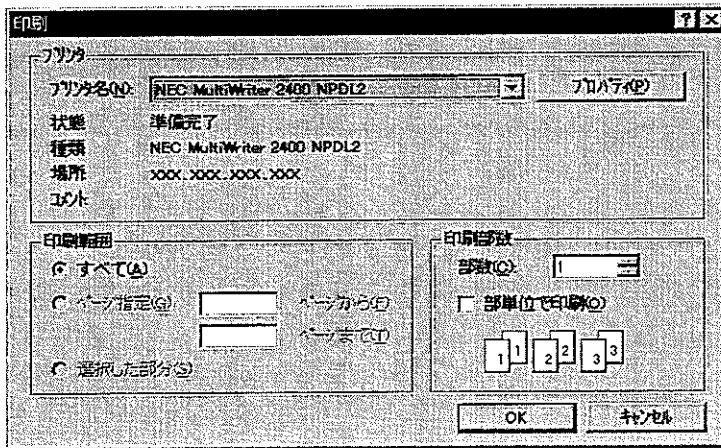 印刷
プリンタ
プリンタ名(N): NEC MultiWriter 2400 NPDL2 プロパティ(P)
状態 準備完了
種類 NEC MultiWriter 2400 NPDL2
場所 xxx.xxx.xxx.xxx
コメント
印刷範囲
すべて(A)
ページ指定(G) ページから(F)
ページまで(T)
選択した部分(S)
印刷部数
部数(C): 1
部単位で印刷(O)
1 1 2 2 3 3
OK キャンセル